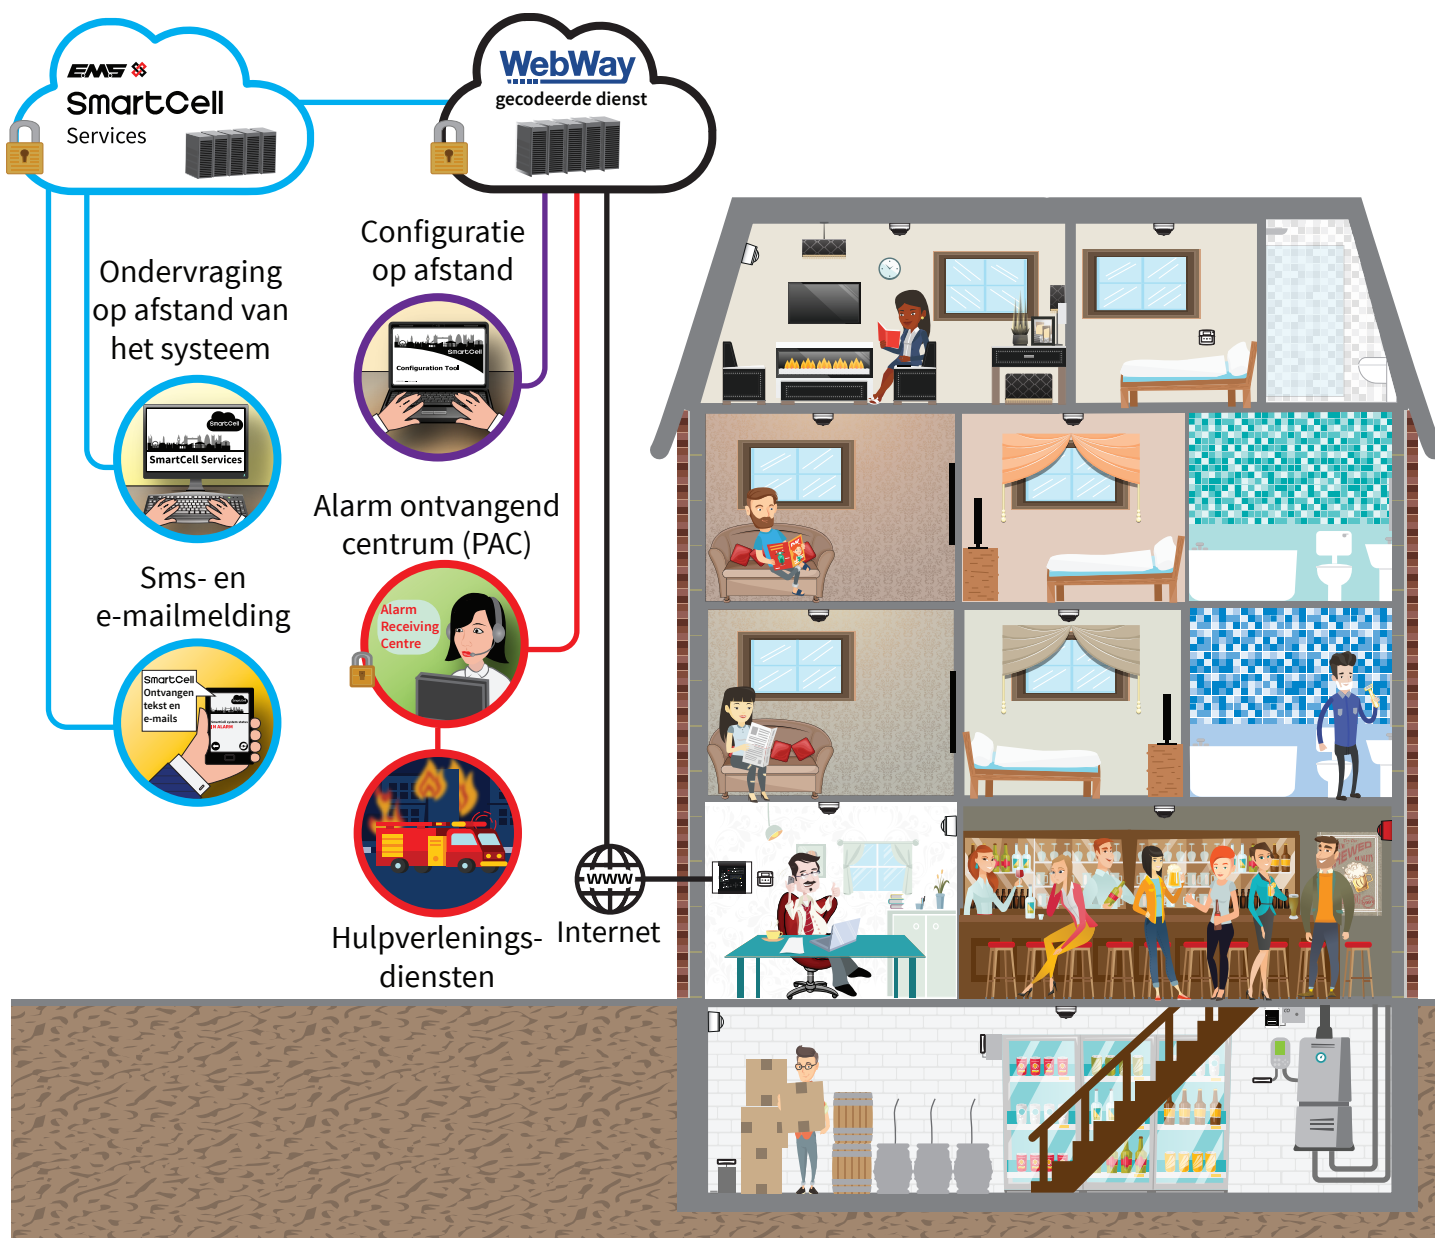 EMS
SmartCell
Services
WebWay
gecodeerde dienst
Configuratie
op afstand
Ondervraging
op afstand van
het systeem
SmartCell
Configuration Tool
SmartCell
SmartCell Services
Alarm ontvangend
centrum (PAC)
Sms- en
e-mailmelding
Alarm
Receiving
Centre
SmartCell
Ontvangen
tekst en
e-mails
WWW
Internet
Hulpverlenings-
diensten